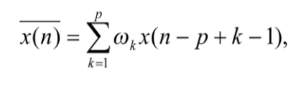 $\overline{x(n)} = \sum_{k=1}^{p} \omega_k x(n - p + k - 1),$